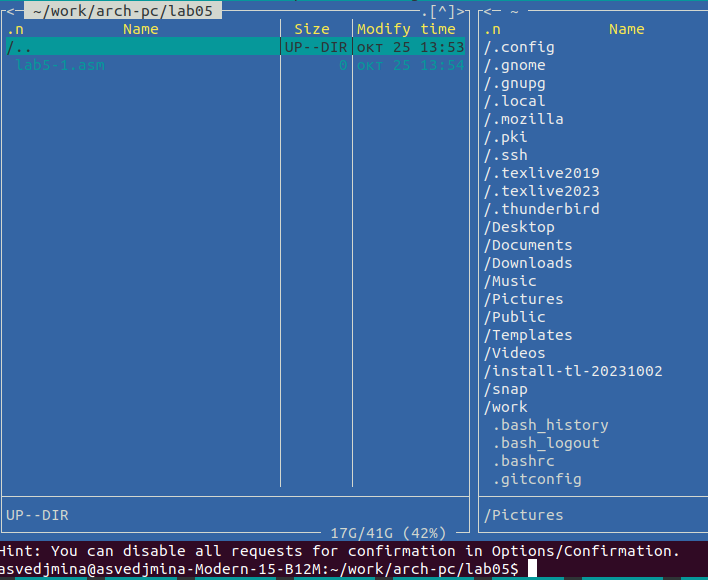 <─ ~/work/arch-pc/lab05 ─.[^]>
.n Name Size Modify time
/.. UP--DIR окт 25 13:53
lab5-1.asm 0 окт 25 13:54
UP--DIR
17G/41G (42%)
<─ ~
.n Name
/.config
/.gnome
/.gnupg
/.local
/.mozilla
/.pki
/.ssh
/.texlive2019
/.texlive2023
/.thunderbird
/Desktop
/Documents
/Downloads
/Music
/Pictures
/Public
/Templates
/Videos
/install-tl-20231002
/snap
/work
.bash_history
.bash_logout
.bashrc
.gitconfig
/Pictures
Hint: You can disable all requests for confirmation in Options/Confirmation.
asvedjmina@asvedjmina-Modern-15-B12M:~/work/arch-pc/lab05$